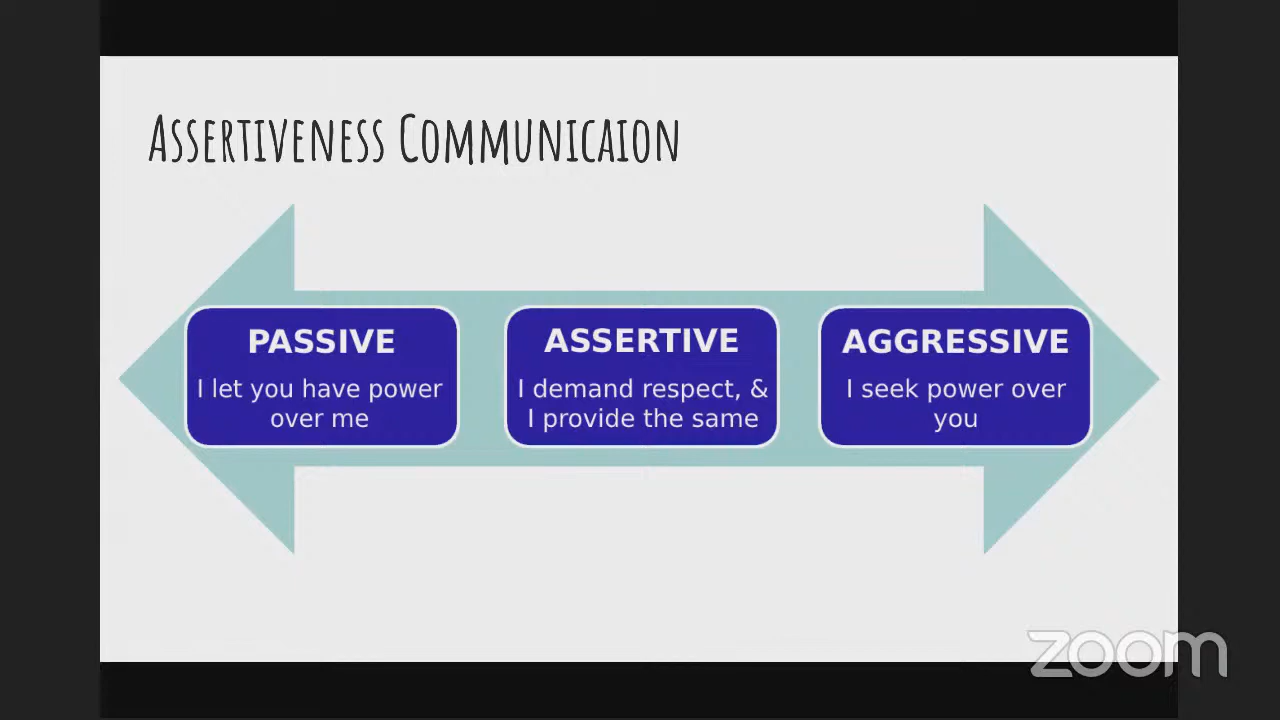 Assertiveness Communicaion
PASSIVE
I let you have power
over me
ASSERTIVE
I demand respect, &
I provide the same
AGGRESSIVE
I seek power over
you
zoom